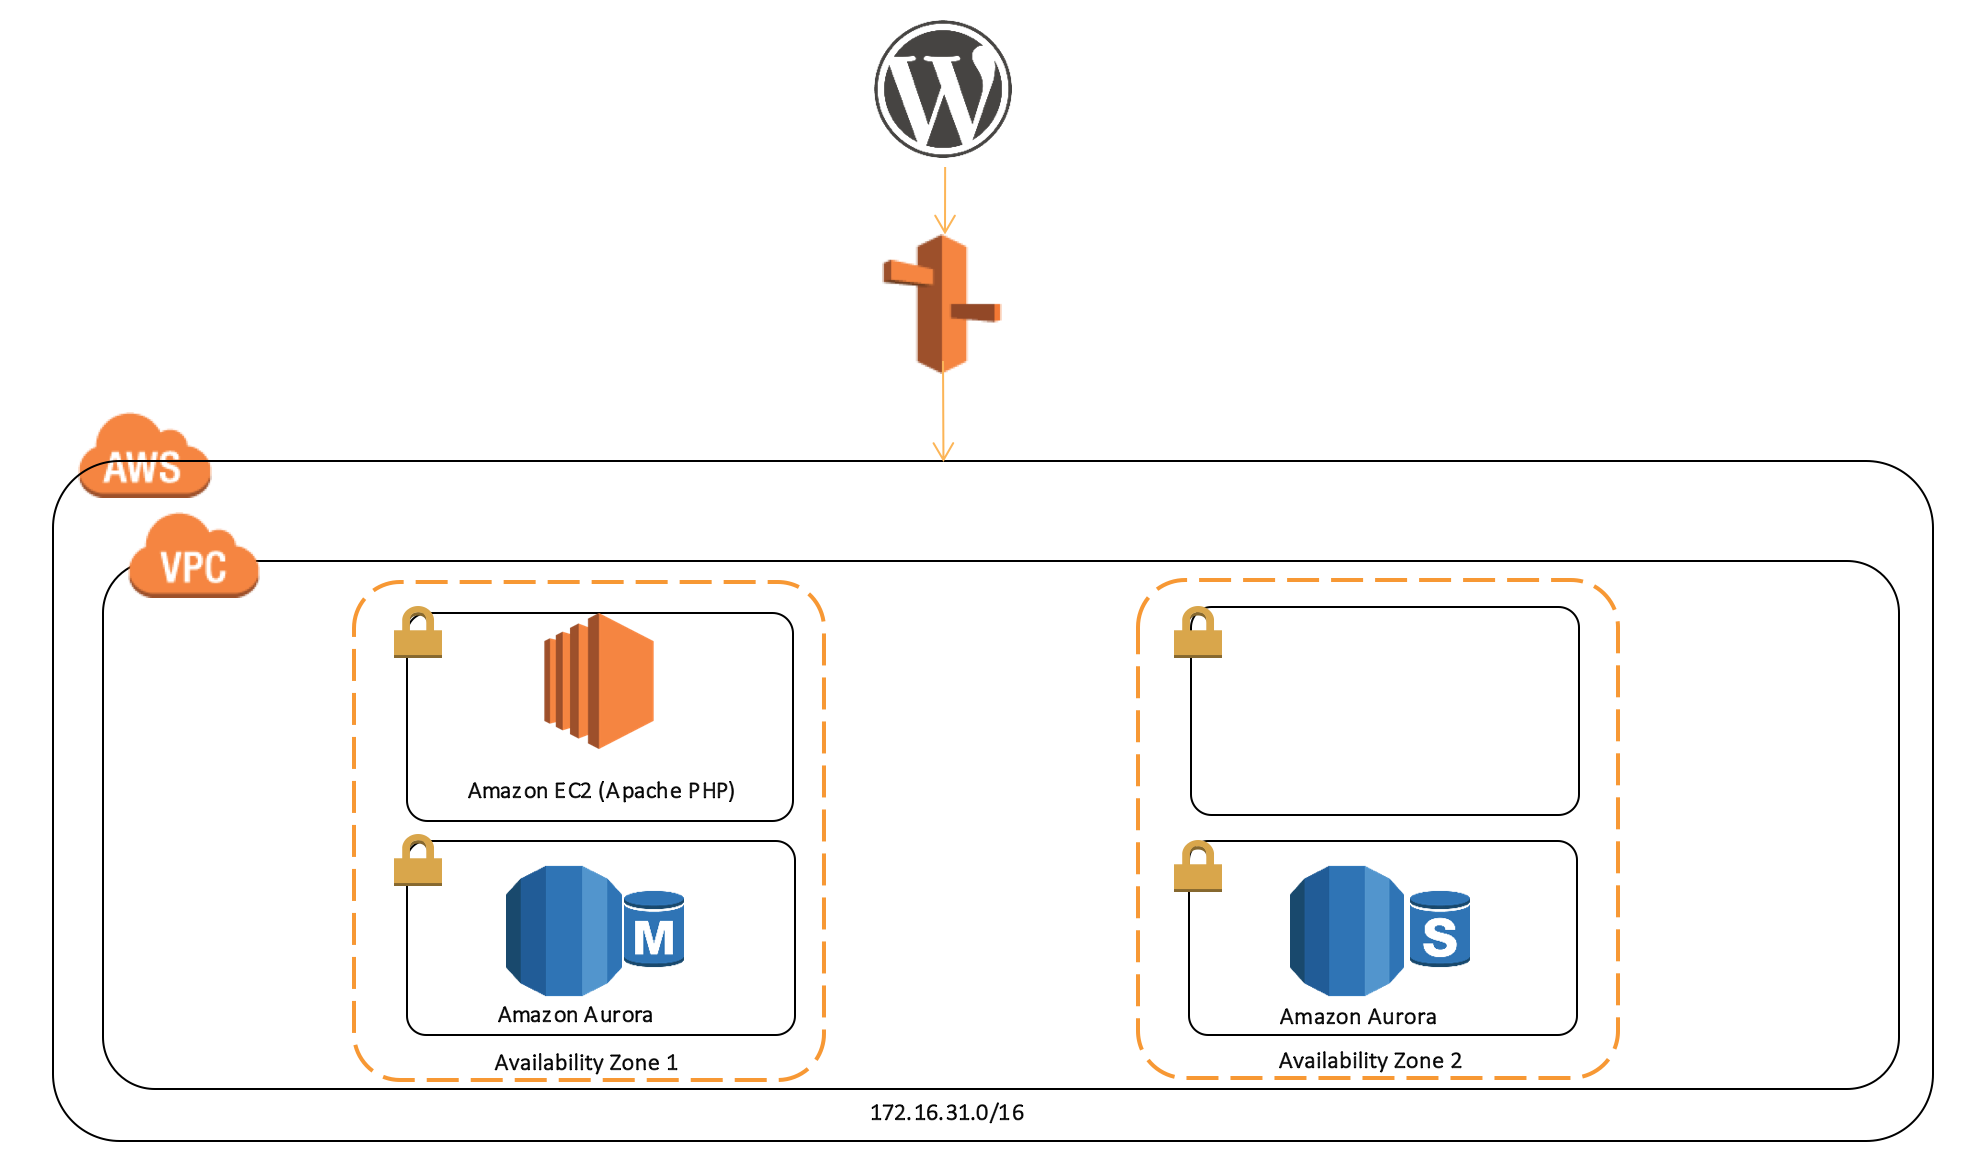 W
AWS
VPC
Amazon EC2 (Apache PHP)
M
S
Amazon Aurora
Amazon Aurora
Availability Zone 1
Availability Zone 2
172.16.31.0/16